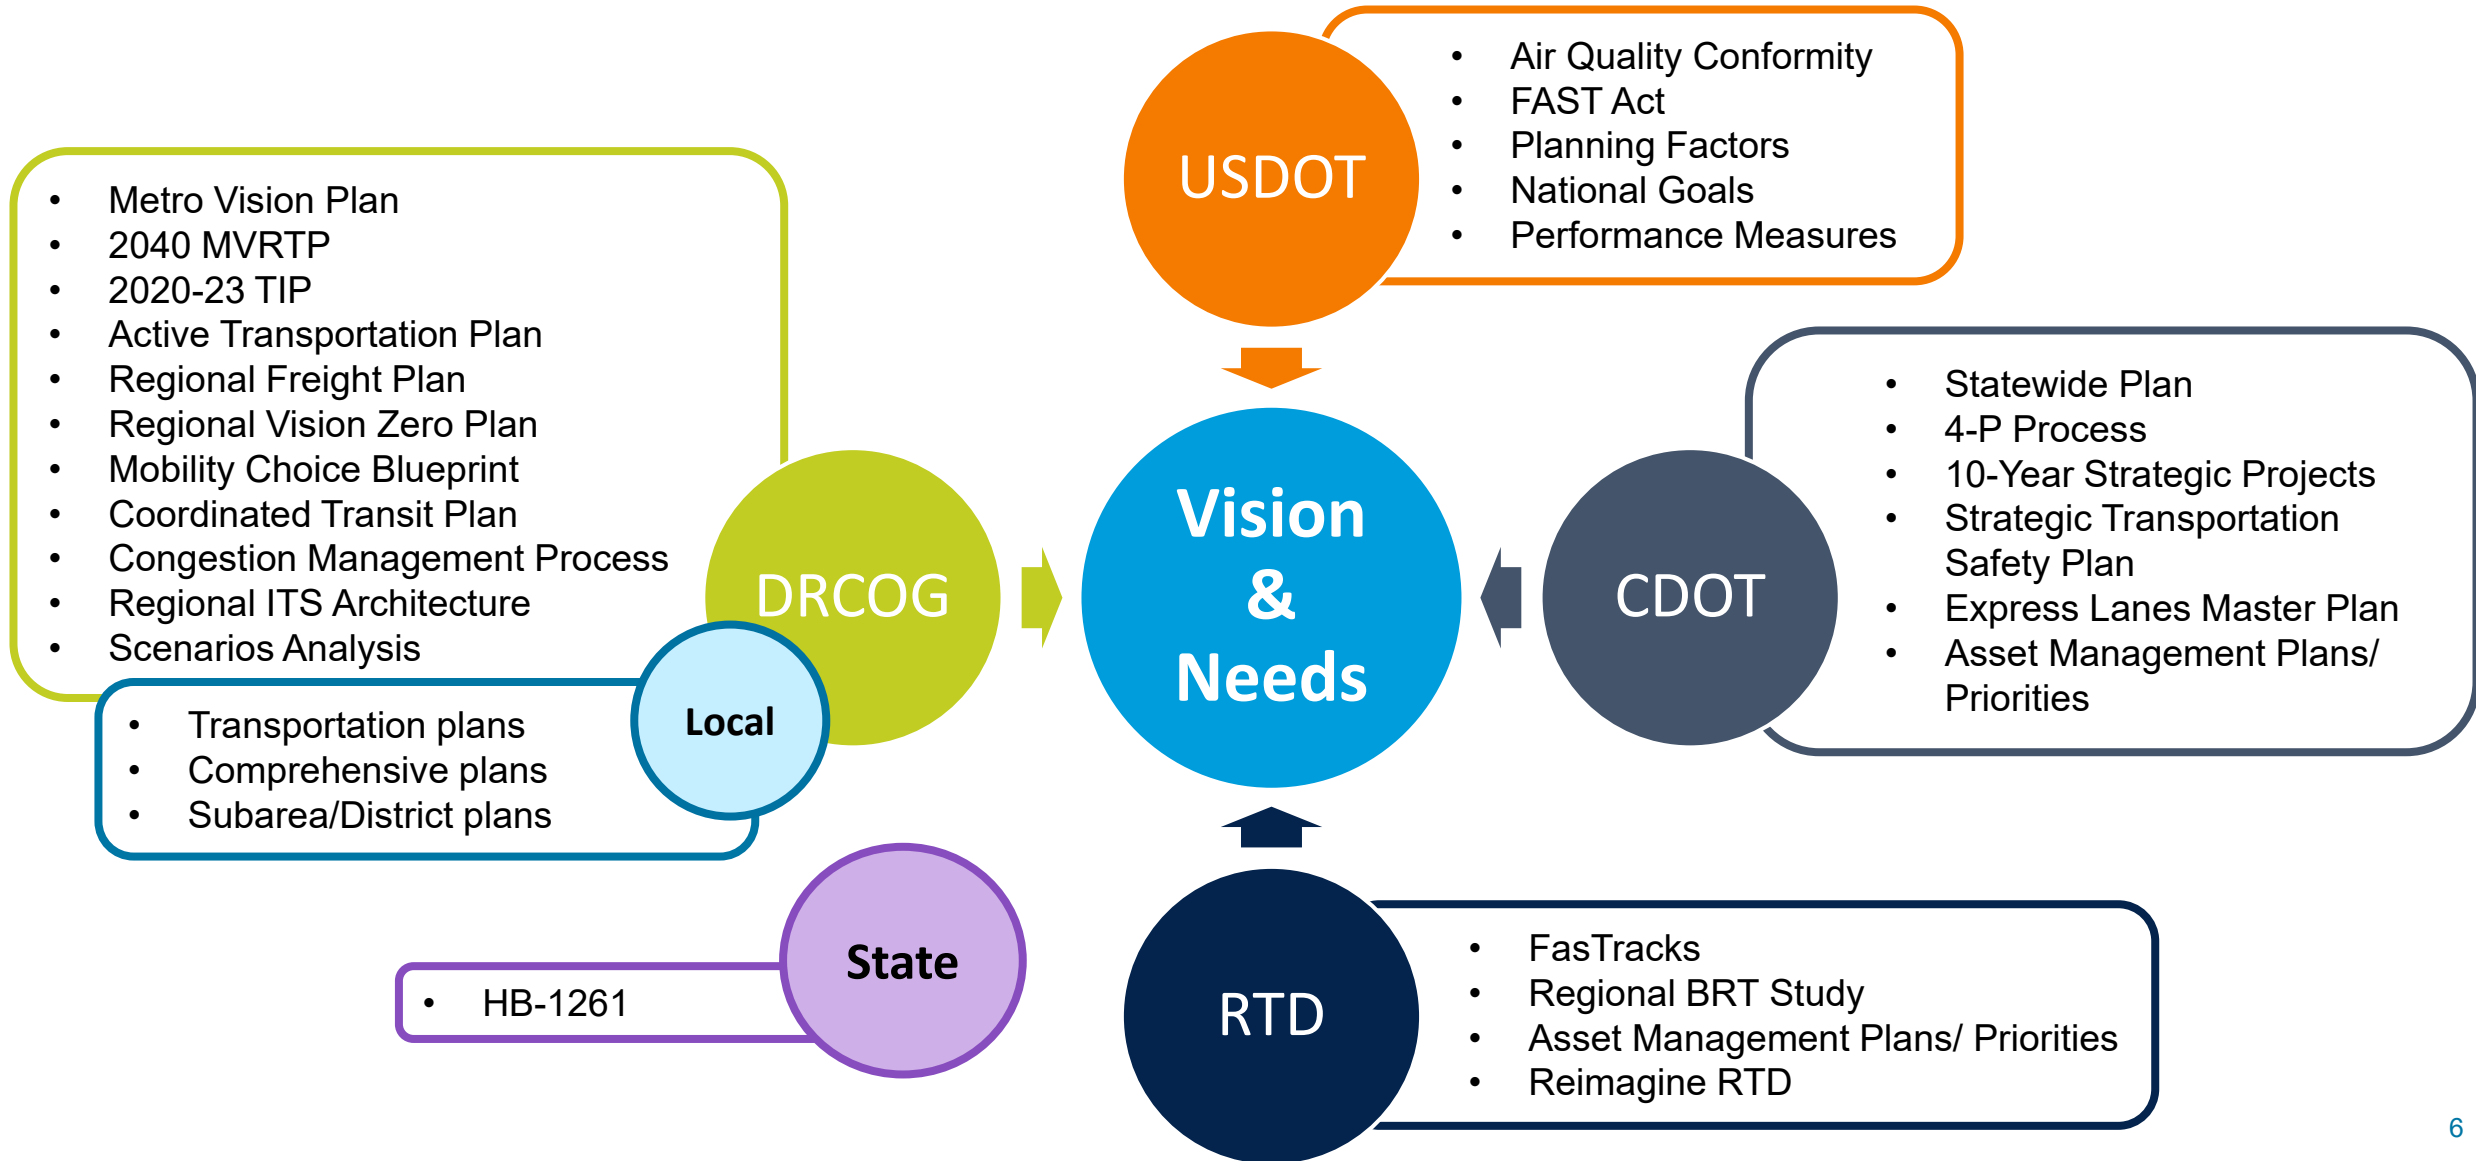 • Air Quality Conformity
• FAST Act
• Planning Factors
• National Goals
• Performance Measures
USDOT
• Metro Vision Plan
• 2040 MVRTP
• 2020-23 TIP
• Active Transportation Plan
• Regional Freight Plan
• Regional Vision Zero Plan
• Mobility Choice Blueprint
• Coordinated Transit Plan
• Congestion Management Process
• Regional ITS Architecture
• Scenarios Analysis
DRCOG
Vision
&
Needs
CDOT
• Statewide Plan
• 4-P Process
• 10-Year Strategic Projects
• Strategic Transportation
Safety Plan
• Express Lanes Master Plan
• Asset Management Plans/
Priorities
• Transportation plans
• Comprehensive plans
• Subarea/District plans
Local
State
• HB-1261
RTD
• FasTracks
• Regional BRT Study
• Asset Management Plans/ Priorities
• Reimagine RTD
6